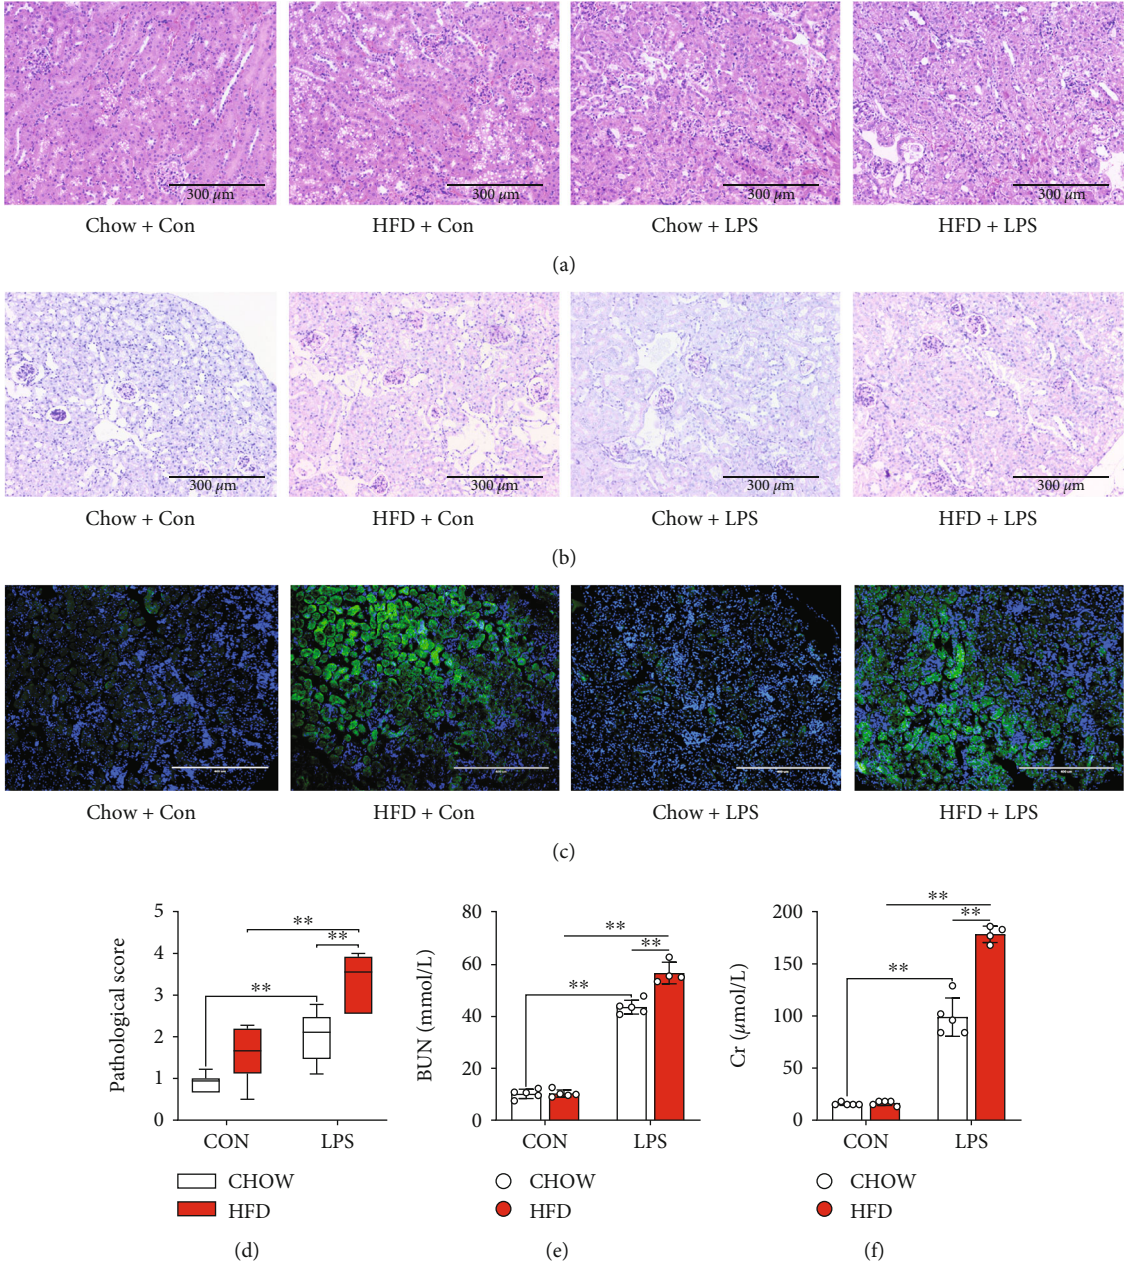 300 μm 300 μm 300 μm 300 μm
Chow + Con HFD + Con Chow + LPS HFD + LPS
(a)
300 μm 300 μm 300 μm 300 μm
Chow + Con HFD + Con Chow + LPS HFD + LPS
(b)
Chow + Con HFD + Con Chow + LPS HFD + LPS
(c)
Pathological score
5
4
3
2
1
0
** ** **
CON LPS
CHOW
HFD
(d)
BUN (mmol/L)
80
60
40
20
0
** ** **
CON LPS
CHOW
HFD
(e)
Cr (μmol/L)
200
150
100
50
0
** ** **
CON LPS
CHOW
HFD
(f)